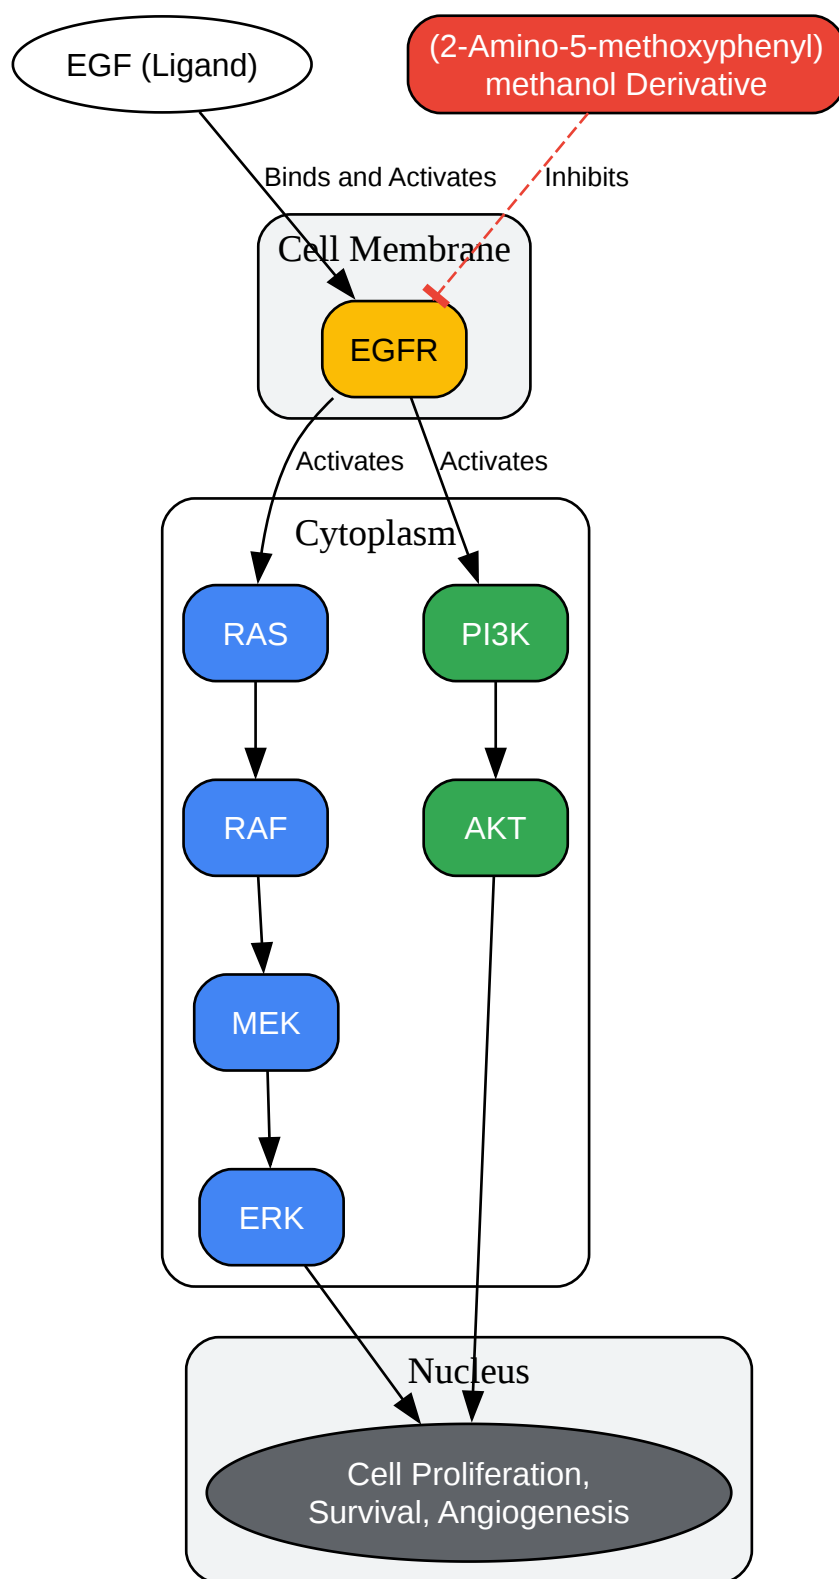 EGF (Ligand)
(2-Amino-5-methoxyphenyl)
methanol Derivative
Binds and Activates
Inhibits
Cell Membrane
EGFR
Activates
Activates
Cytoplasm
RAS
PI3K
RAF
AKT
MEK
ERK
Nucleus
Cell Proliferation,
Survival, Angiogenesis